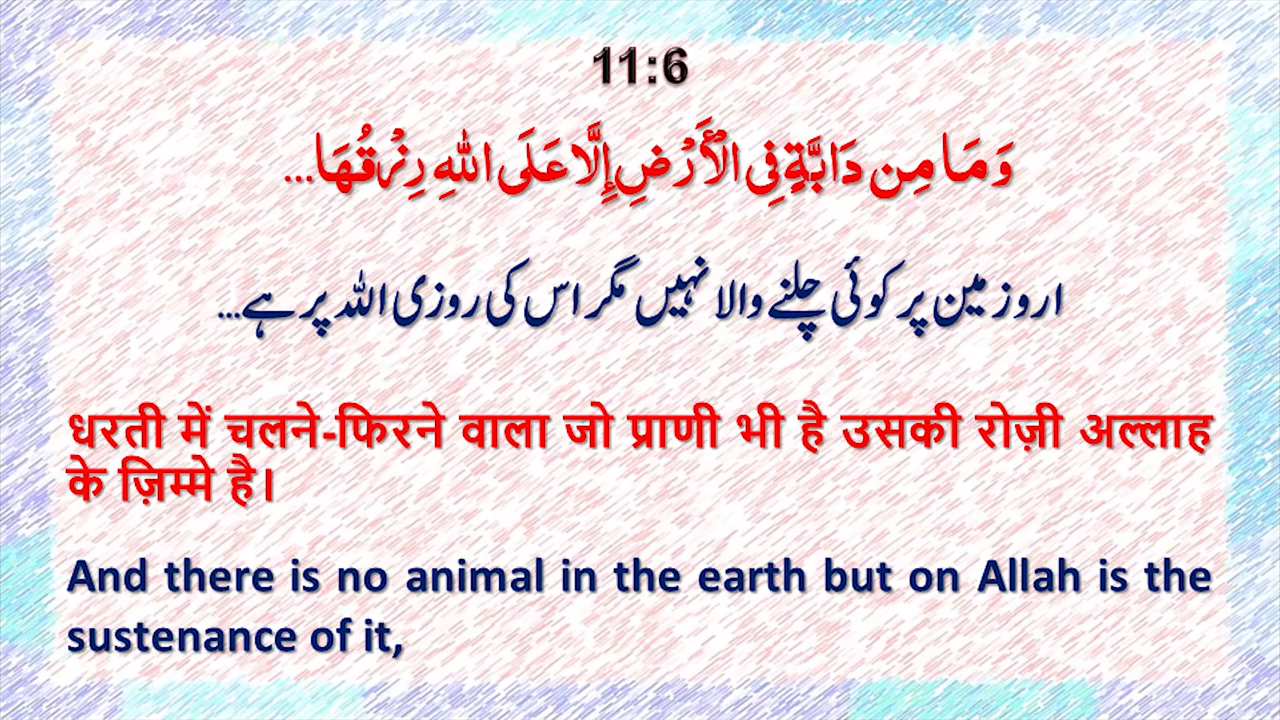 11:6
وَمَا مِن دَابَّةٍ فِي الْأَرْضِ إِلَّا عَلَى اللهِ رِزْقُهَا...
اروزمین پر کوئی چلنے والا نہیں مگر اس کی روزی اللہ پر ہے...
धरती में चलने-फिरने वाला जो प्राणी भी है उसकी रोज़ी अल्लाह
के ज़िम्मे है।
And there is no animal in the earth but on Allah is the
sustenance of it,